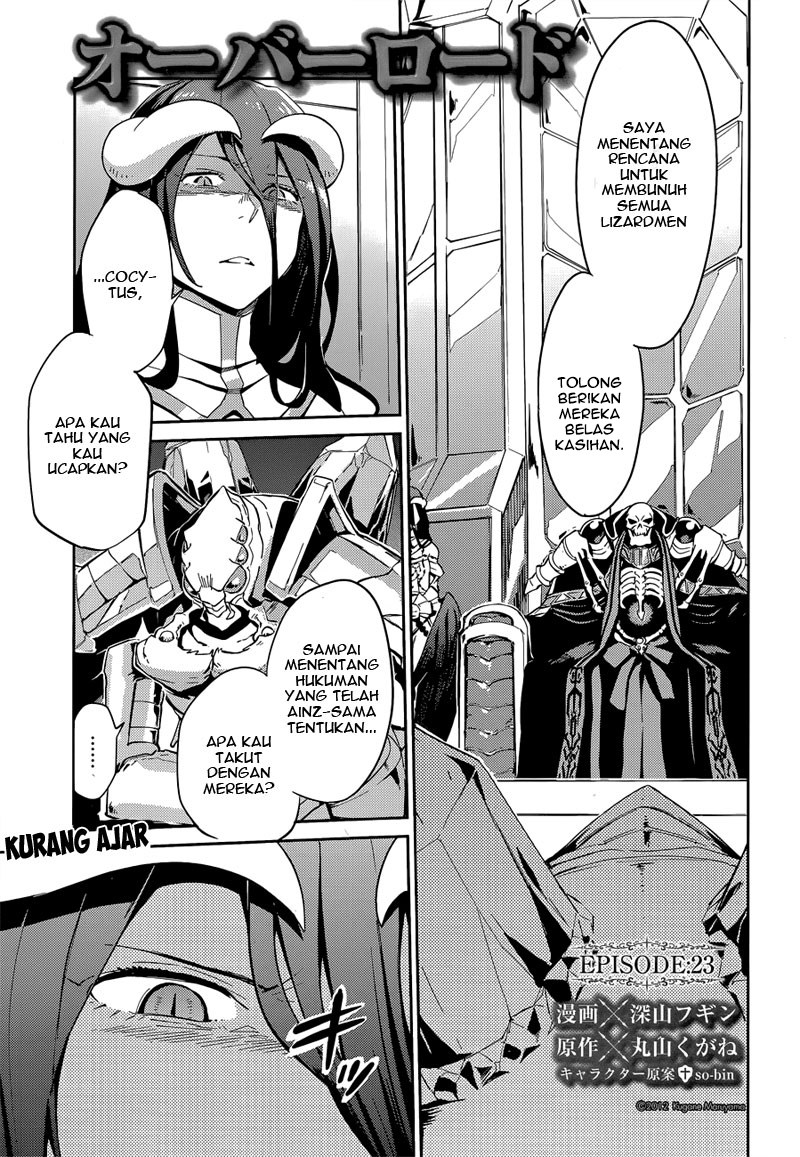 オーバーロード
SAYA
MENENTANG
RENCANA
UNTUK
MEMBUNUH
SEMUA
LIZARDMEN
TOLONG
BERIKAN
MEREKA
BELAS
KASIHAN.
...COCY-
TUS,
APA KAU
TAHU YANG
KAU
UCAPKAN?
SAMPAI
MENENTANG
HUKUMAN
YANG TELAH
AINZ-SAMA
TENTUKAN...
APA KAU
TAKUT
DENGAN
MEREKA?
........
KURANG AJAR
ギッ
EPISODE:23
漫画×深山フギン
原作×丸山くがね
キャラクター原案 so-bin
©2012 Kugane Maruyama